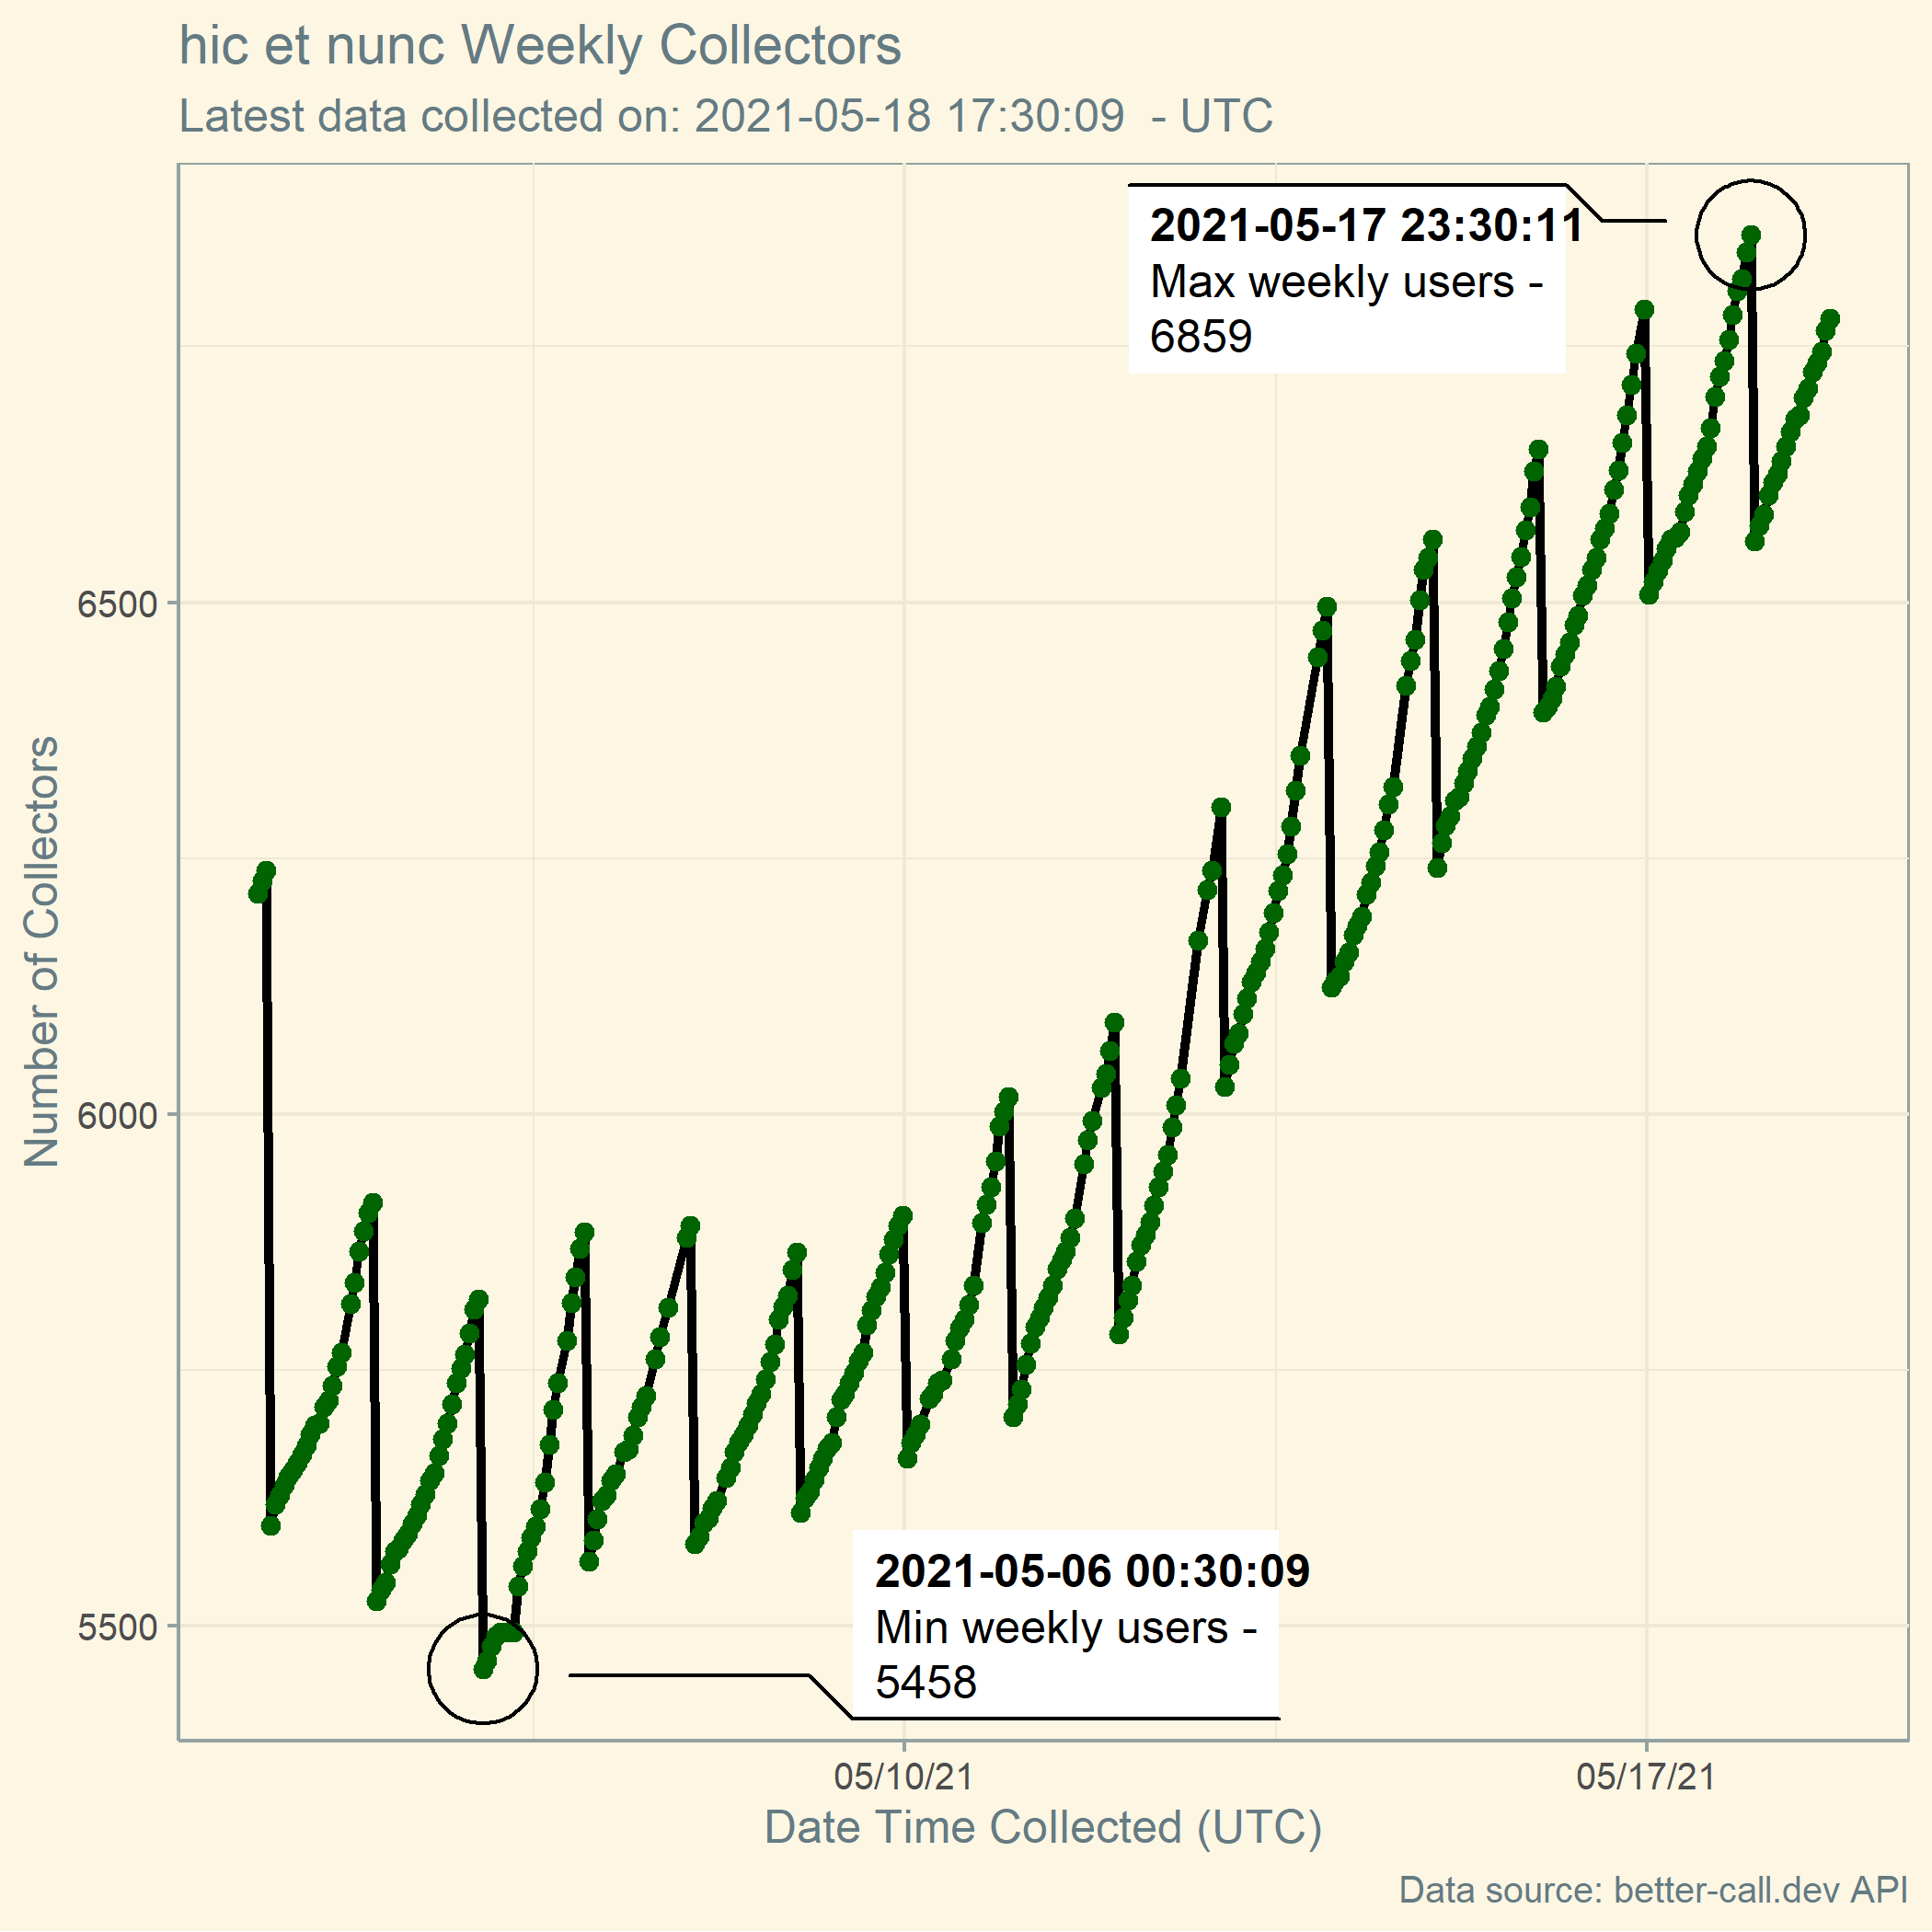 hic et nunc Weekly Collectors
Latest data collected on: 2021-05-18 17:30:09  - UTC
2021-05-17 23:30:11
Max weekly users -
6859
6500
6000
5500
Number of Collectors
2021-05-06 00:30:09
Min weekly users -
5458
05/10/21
05/17/21
Date Time Collected (UTC)
Data source: better-call.dev API